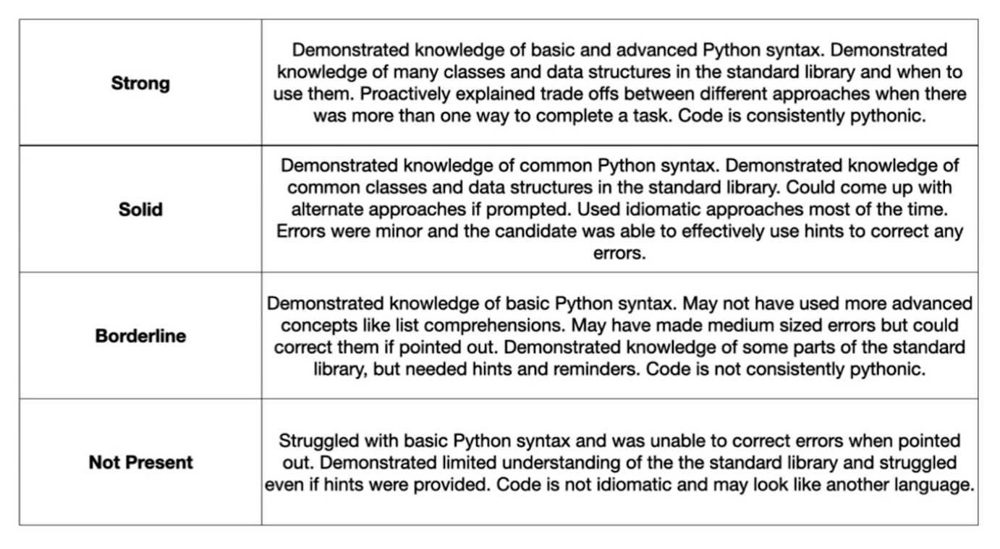 Strong
Demonstrated knowledge of basic and advanced Python syntax. Demonstrated
knowledge of many classes and data structures in the standard library and when to
use them. Proactively explained trade offs between different approaches when there
was more than one way to complete a task. Code is consistently pythonic.
Solid
Demonstrated knowledge of common Python syntax. Demonstrated knowledge of
common classes and data structures in the standard library. Could come up with
alternate approaches if prompted. Used idiomatic approaches most of the time.
Errors were minor and the candidate was able to effectively use hints to correct any
errors.
Borderline
Demonstrated knowledge of basic Python syntax. May not have used more advanced
concepts like list comprehensions. May have made medium sized errors but could
correct them if pointed out. Demonstrated knowledge of some parts of the standard
library, but needed hints and reminders. Code is not consistently pythonic.
Not Present
Struggled with basic Python syntax and was unable to correct errors when pointed
out. Demonstrated limited understanding of the the standard library and struggled
even if hints were provided. Code is not idiomatic and may look like another language.